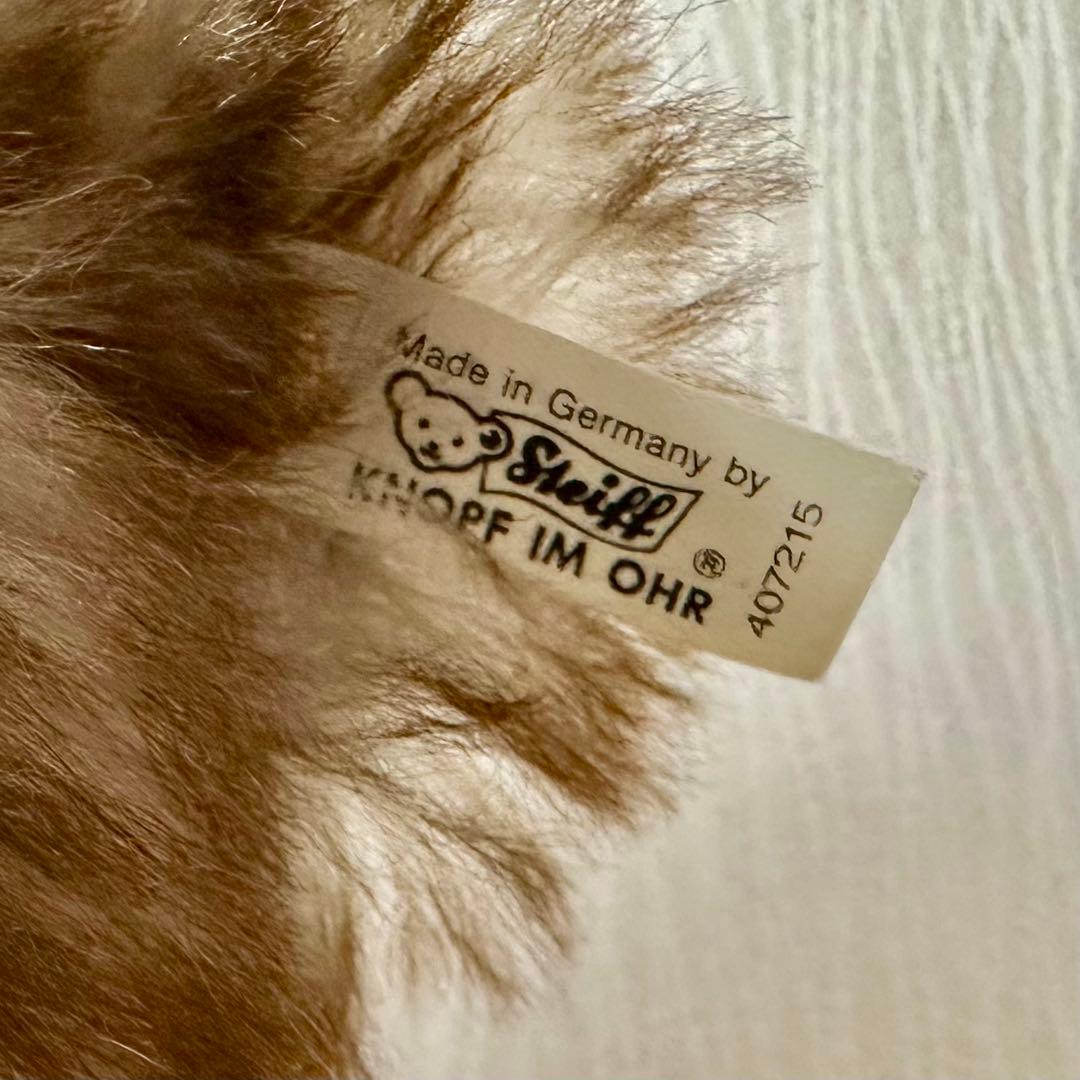 Made in Germany by
Steiff
KNOPF IM OHR
407215